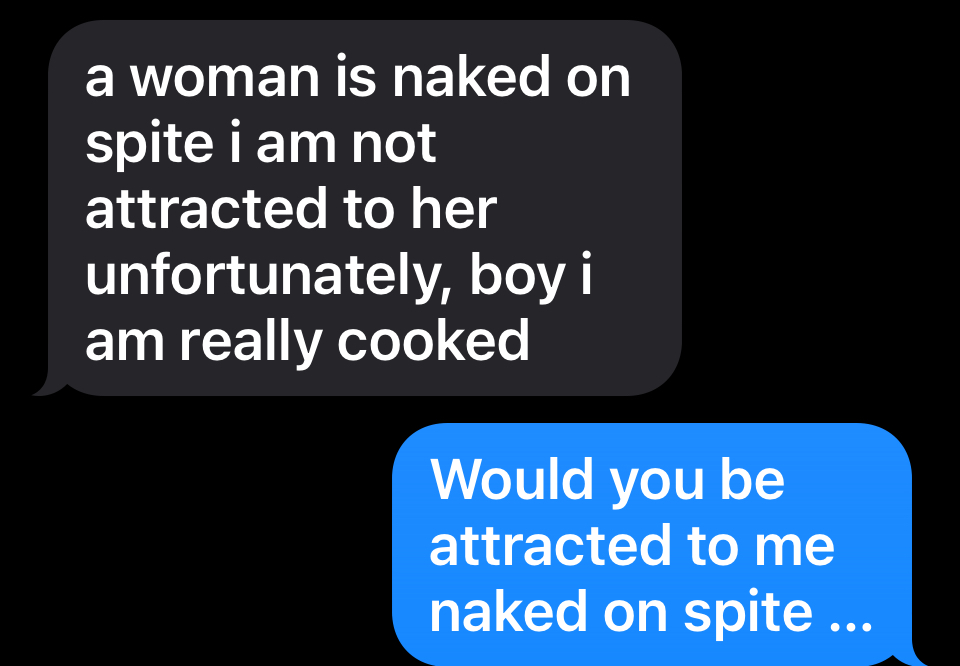 a woman is naked on
spite i am not
attracted to her
unfortunately, boy i
am really cooked
Would you be
attracted to me
naked on spite ...